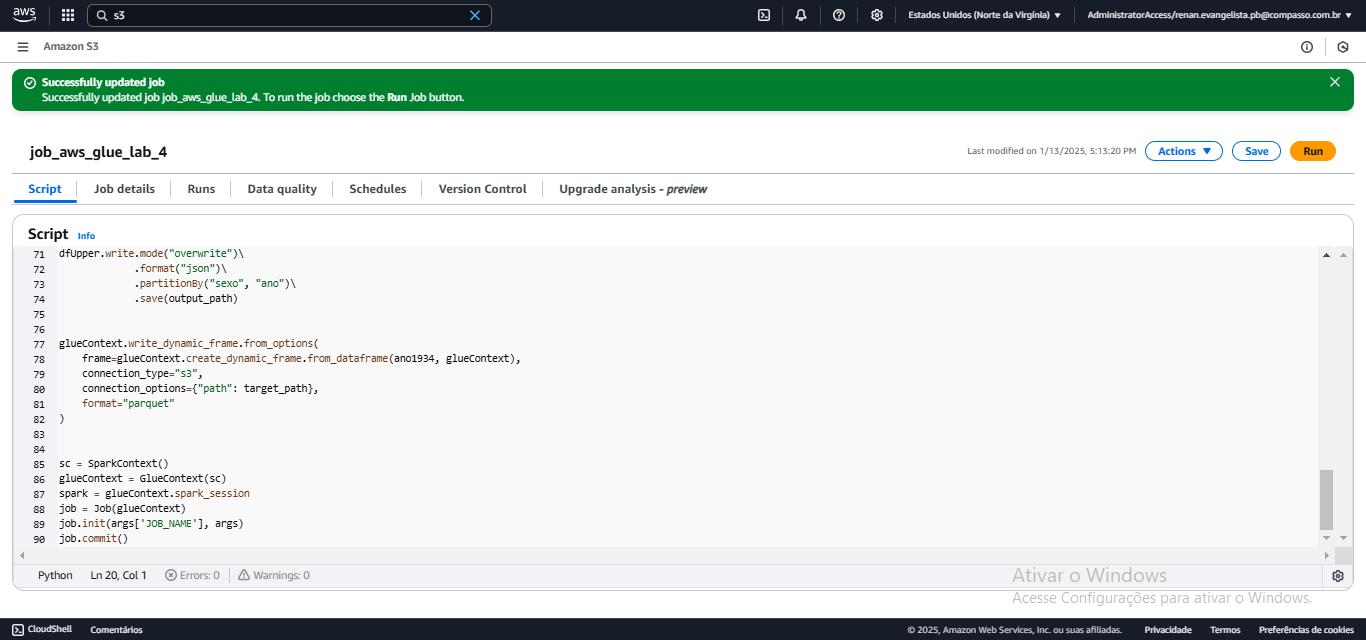 aws
s3
Estados Unidos (Norte da Virgínia)
AdministratorAccess/renan.evangelista.pb@compasso.com.br
Amazon S3
Successfully updated job
Successfully updated job job_aws_glue_lab_4. To run the job choose the Run Job button.
job_aws_glue_lab_4
Last modified on 1/13/2025, 5:13:20 PM
Actions
Save
Run
Script
Job details
Runs
Data quality
Schedules
Version Control
Upgrade analysis - preview
Script Info
71 dfUpper.write.mode("overwrite")\
72             .format("json")\
73             .partitionBy("sexo", "ano")\
74             .save(output_path)
75
76
77 glueContext.write_dynamic_frame.from_options(
78     frame=glueContext.create_dynamic_frame.from_dataframe(ano1934, glueContext),
79     connection_type="s3",
80     connection_options={"path": target_path},
81     format="parquet"
82 )
83
84
85 sc = SparkContext()
86 glueContext = GlueContext(sc)
87 spark = glueContext.spark_session
88 job = Job(glueContext)
89 job.init(args['JOB_NAME'], args)
90 job.commit()
Python
Ln 20, Col 1
Errors: 0
Warnings: 0
Ativar o Windows
Acesse Configurações para ativar o Windows.
CloudShell
Comentários
© 2025, Amazon Web Services, Inc. ou suas afiliadas.
Privacidade
Termos
Preferências de cookies